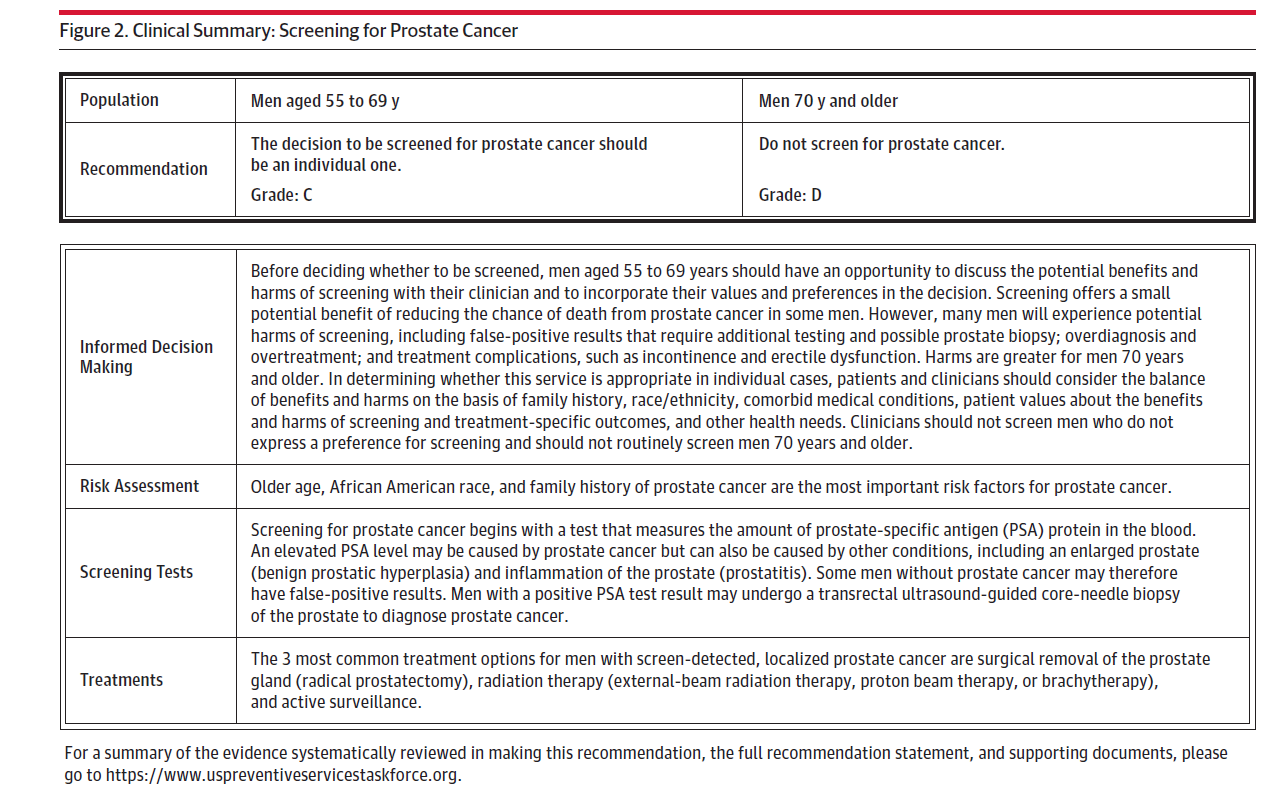 Figure 2. Clinical Summary: Screening for Prostate Cancer
Population
Men aged 55 to 69 y
Men 70 y and older
Recommendation
The decision to be screened for prostate cancer should
be an individual one.
Grade: C
Do not screen for prostate cancer.
Grade: D
Informed Decision
Making
Before deciding whether to be screened, men aged 55 to 69 years should have an opportunity to discuss the potential benefits and
harms of screening with their clinician and to incorporate their values and preferences in the decision. Screening offers a small
potential benefit of reducing the chance of death from prostate cancer in some men. However, many men will experience potential
harms of screening, including false-positive results that require additional testing and possible prostate biopsy; overdiagnosis and
overtreatment; and treatment complications, such as incontinence and erectile dysfunction. Harms are greater for men 70 years
and older. In determining whether this service is appropriate in individual cases, patients and clinicians should consider the balance
of benefits and harms on the basis of family history, race/ethnicity, comorbid medical conditions, patient values about the benefits
and harms of screening and treatment-specific outcomes, and other health needs. Clinicians should not screen men who do not
express a preference for screening and should not routinely screen men 70 years and older.
Risk Assessment
Older age, African American race, and family history of prostate cancer are the most important risk factors for prostate cancer.
Screening Tests
Screening for prostate cancer begins with a test that measures the amount of prostate-specific antigen (PSA) protein in the blood.
An elevated PSA level may be caused by prostate cancer but can also be caused by other conditions, including an enlarged prostate
(benign prostatic hyperplasia) and inflammation of the prostate (prostatitis). Some men without prostate cancer may therefore
have false-positive results. Men with a positive PSA test result may undergo a transrectal ultrasound-guided core-needle biopsy
of the prostate to diagnose prostate cancer.
Treatments
The 3 most common treatment options for men with screen-detected, localized prostate cancer are surgical removal of the prostate
gland (radical prostatectomy), radiation therapy (external-beam radiation therapy, proton beam therapy, or brachytherapy),
and active surveillance.
For a summary of the evidence systematically reviewed in making this recommendation, the full recommendation statement, and supporting documents, please
go to https://www.uspreventiveservicestaskforce.org.